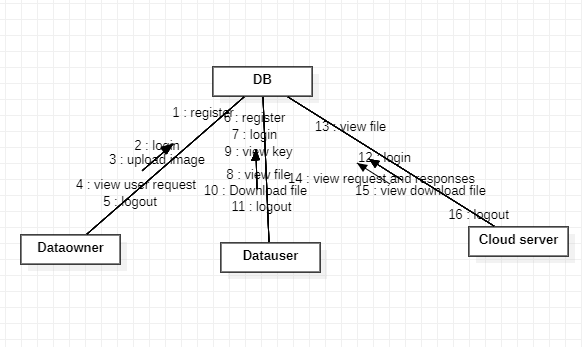 DB
1 : register
6 : register
7 : login
13 : view file
2 : login
9 : view key
12 : login
3 : upload image
8 : view file
14 : view request and responses
4 : view user request
10 : Download file
15 : view download file
5 : logout
11 : logout
16 : logout
Dataowner
Datauser
Cloud server